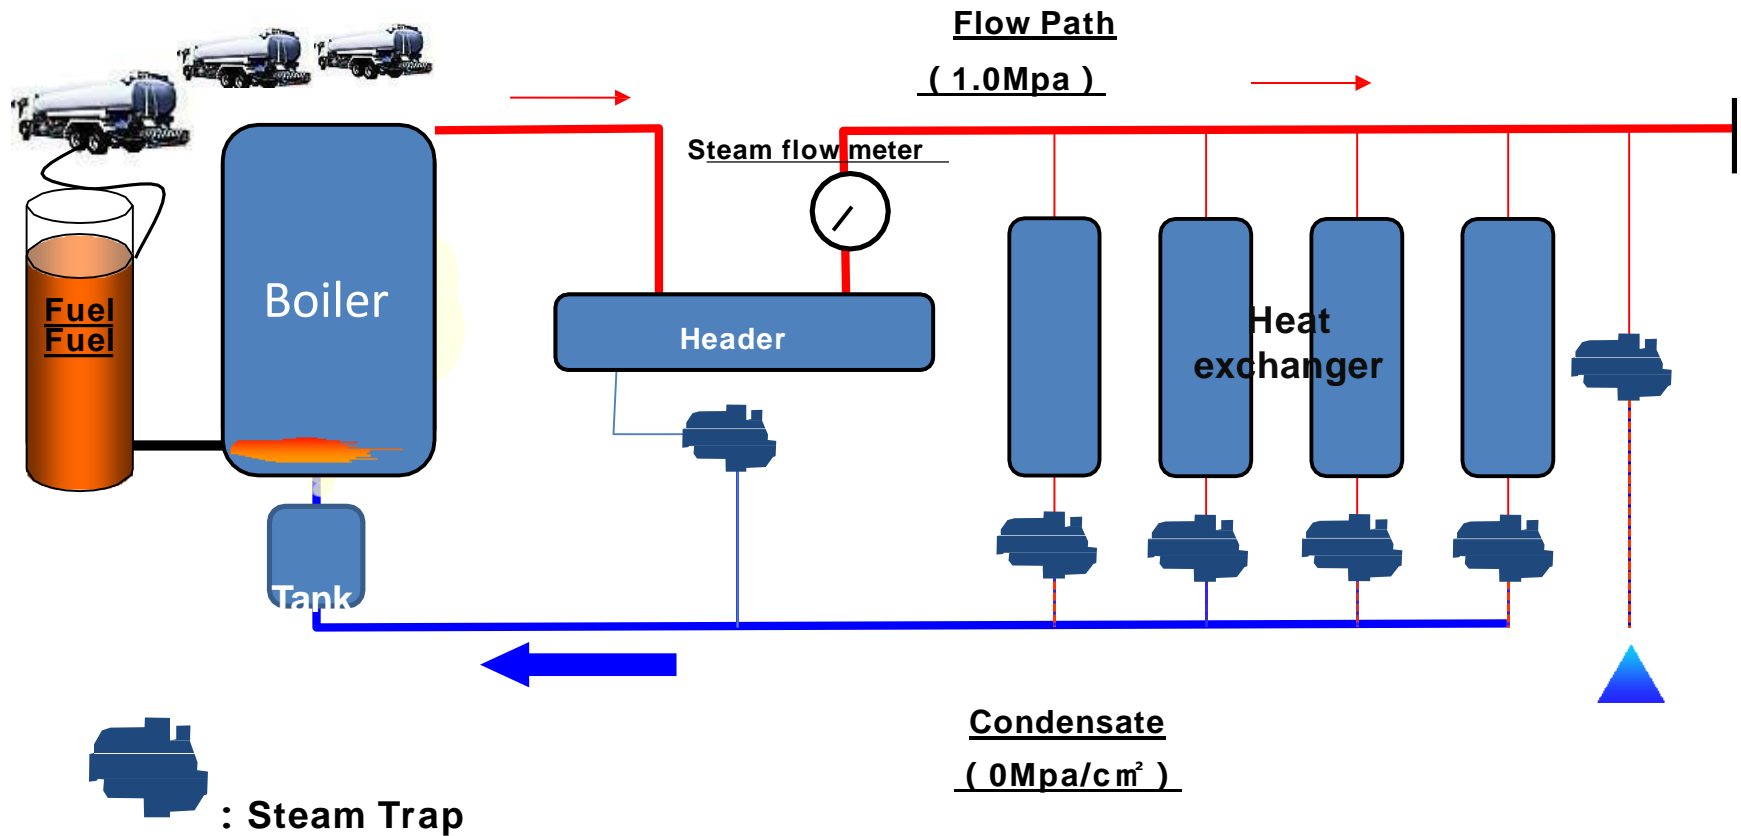 Flow Path
( 1.0Mpa )
Steam flow meter
Fuel
Fuel
Boiler
Header
Heat
exchanger
Tank
Condensate
( 0Mpa/c㎡ )
: Steam Trap